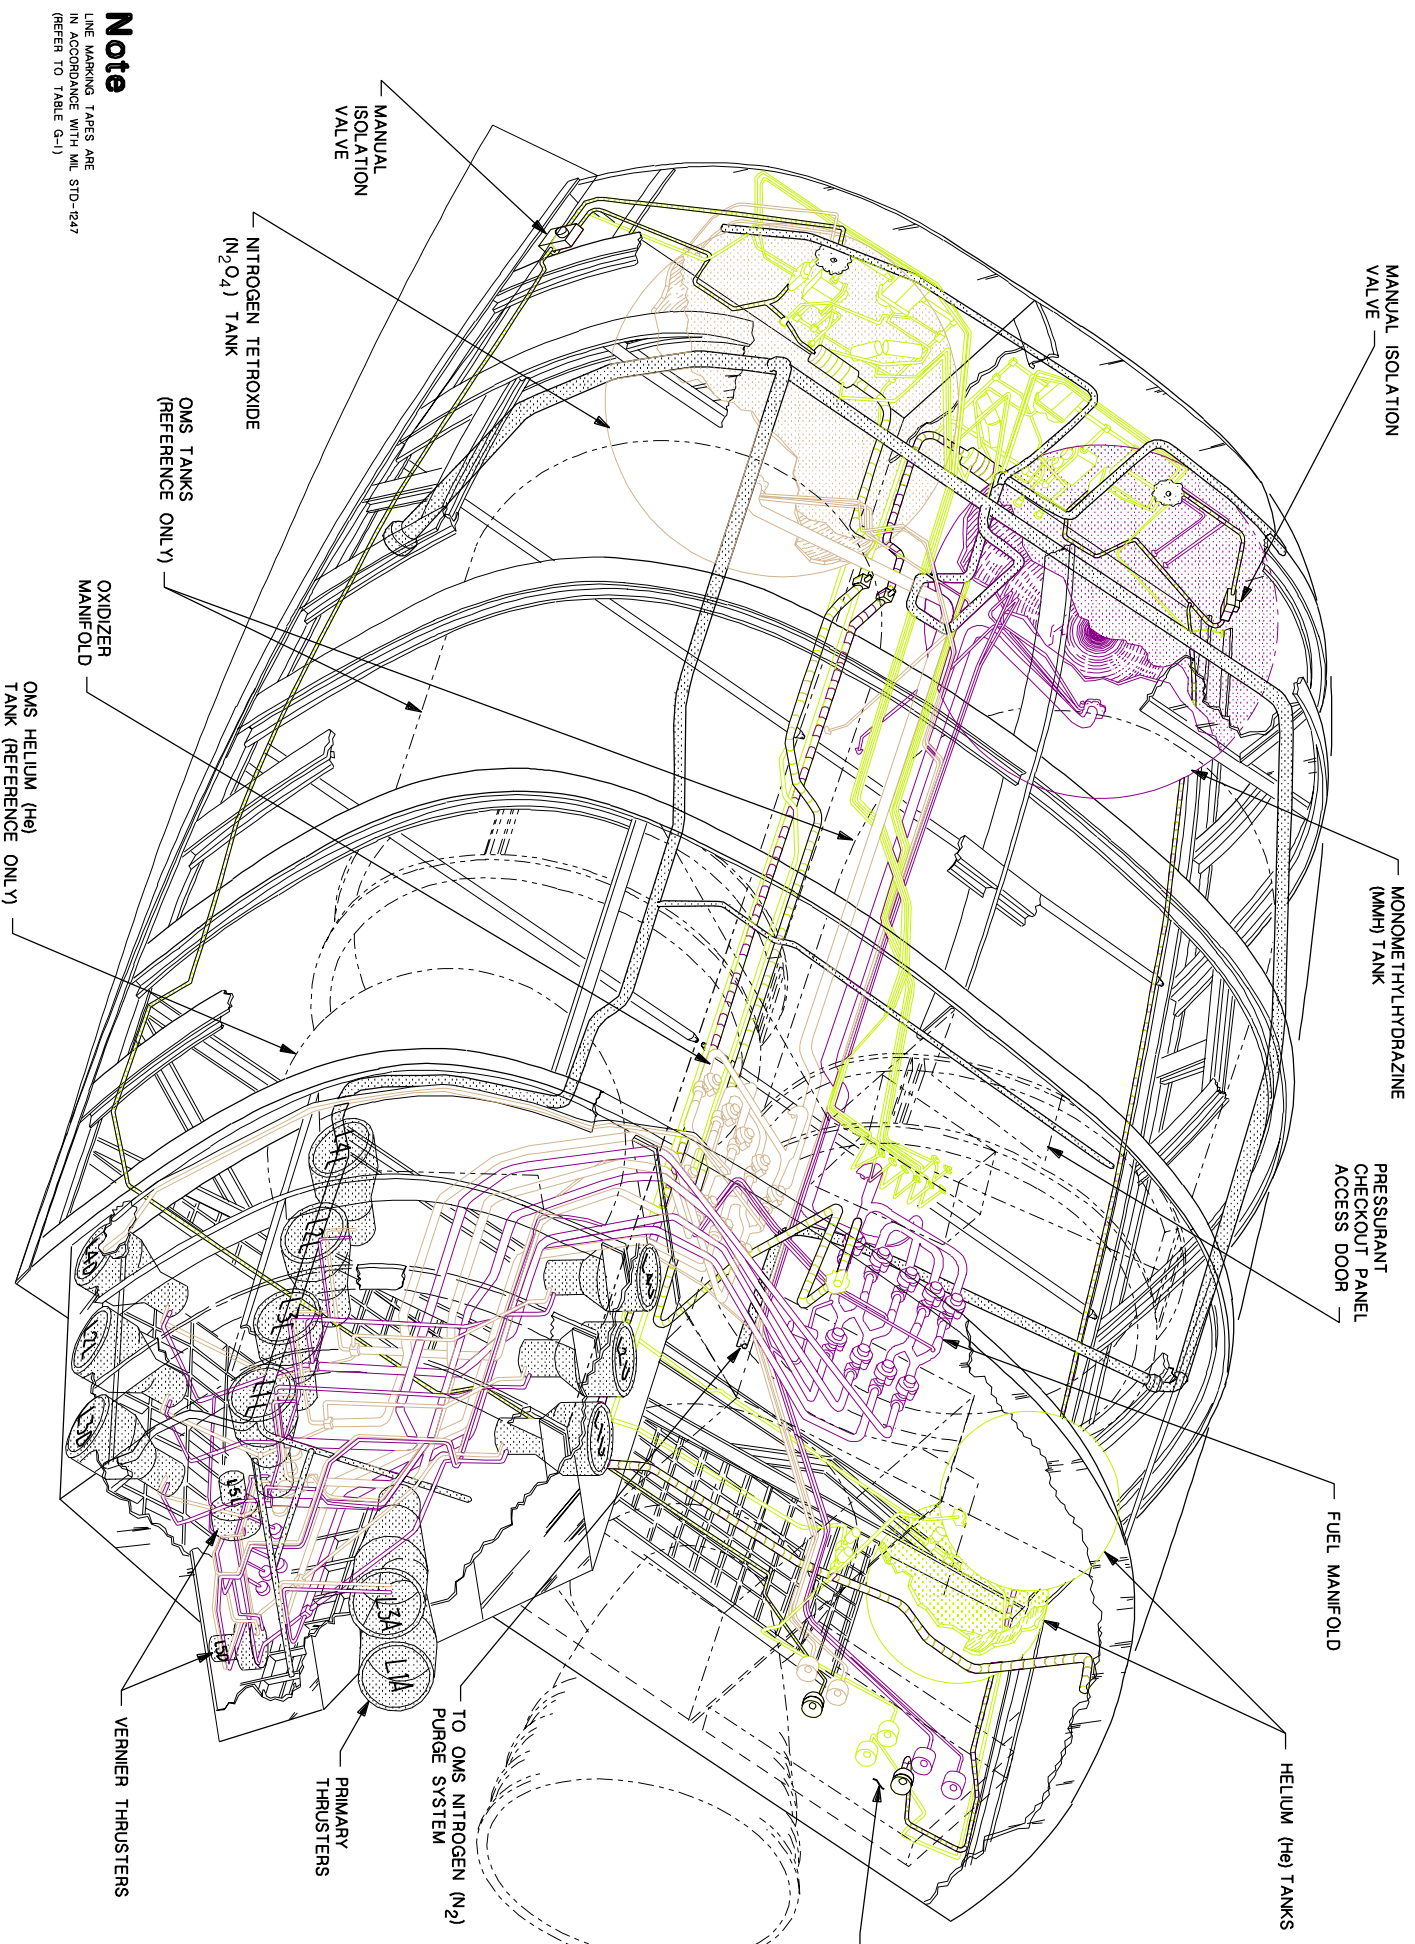 MANUAL ISOLATION
VALVE
MONOMETHYLHYDRAZINE
(MMH) TANK
PRESSURANT
CHECKOUT PANEL
ACCESS DOOR
FUEL MANIFOLD
HELIUM (He) TANKS
MANUAL
ISOLATION
VALVE
NITROGEN TETROXIDE
(N₂O₄) TANK
OMS TANKS
(REFERENCE ONLY)
OXIDIZER
MANIFOLD
OMS HELIUM (He)
TANK (REFERENCE ONLY)
TO OMS NITROGEN (N₂)
PURGE SYSTEM
PRIMARY
THRUSTERS
VERNIER THRUSTERS
L4L
L2L
L3L
L1L
L4D
L2D
L3D
L5L
L5D
L3A
L1A
Note
LINE MARKING TAPES ARE
IN ACCORDANCE WITH MIL STD-1247
(REFER TO TABLE G-I)